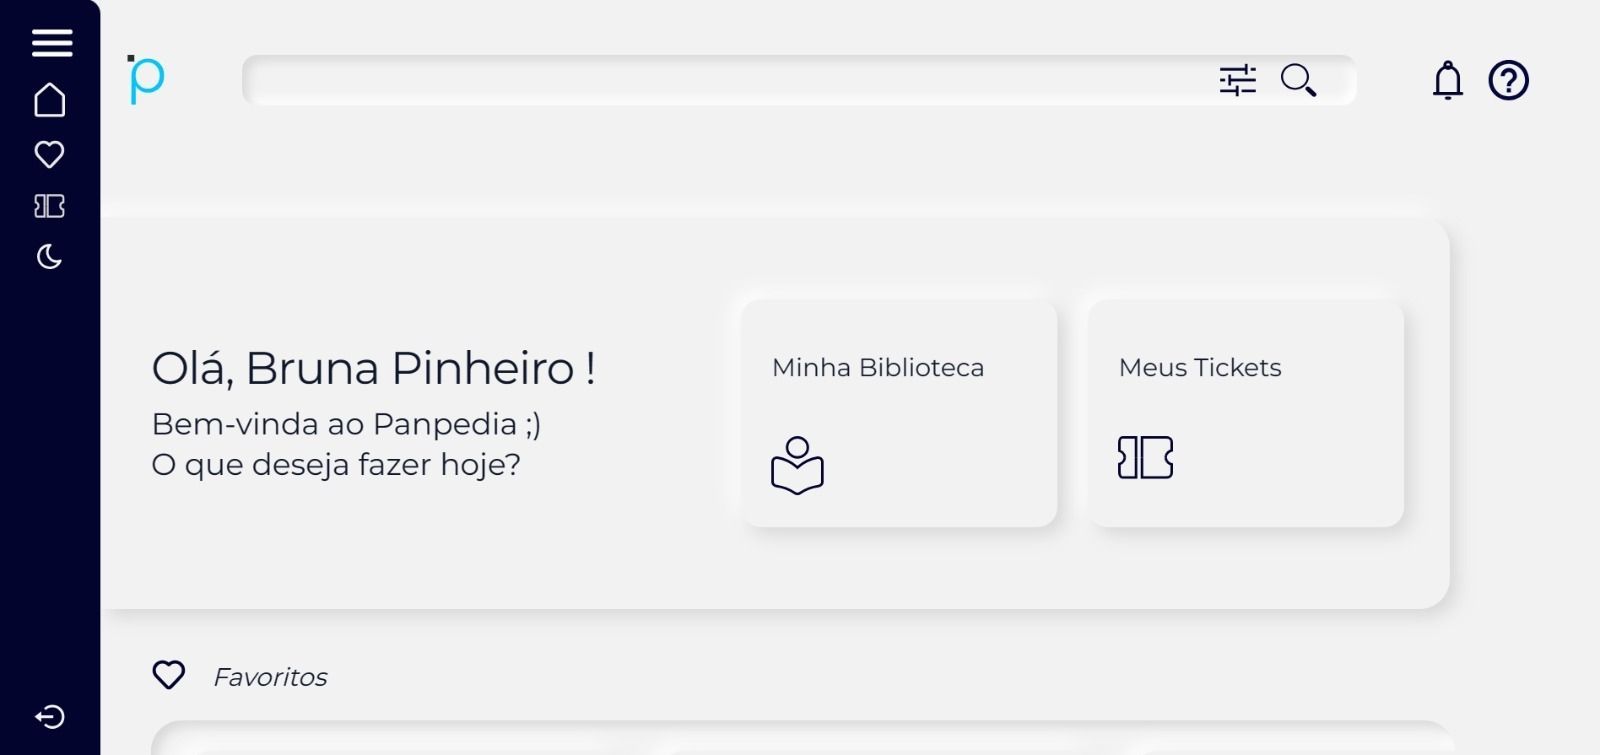 p
Olá, Bruna Pinheiro !
Bem-vinda ao Panpedia ;)
O que deseja fazer hoje?
Minha Biblioteca
Meus Tickets
Favoritos